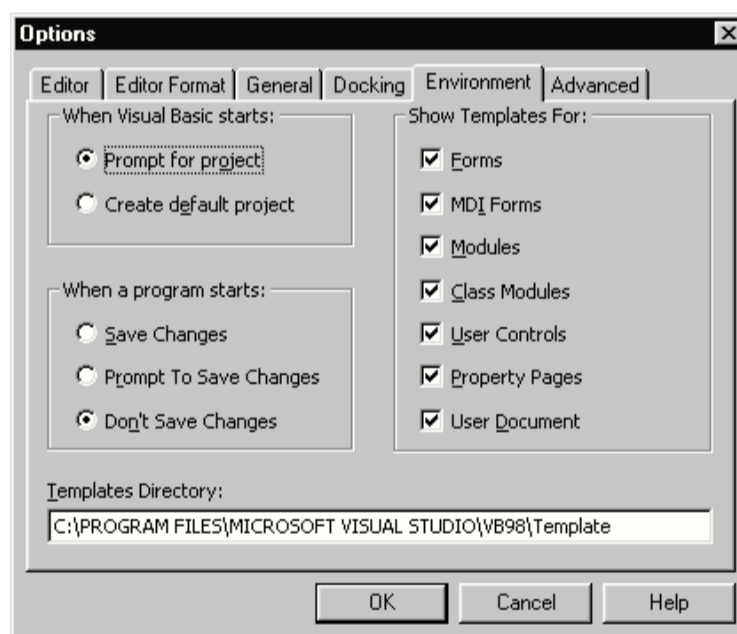 Options
Editor Editor Format General Docking Environment Advanced
When Visual Basic starts:
Prompt for project
Create default project
When a program starts:
Save Changes
Prompt To Save Changes
Don't Save Changes
Show Templates For:
Forms
MDI Forms
Modules
Class Modules
User Controls
Property Pages
User Document
Templates Directory:
C:\PROGRAM FILES\MICROSOFT VISUAL STUDIO\VB98\Template
OK Cancel Help